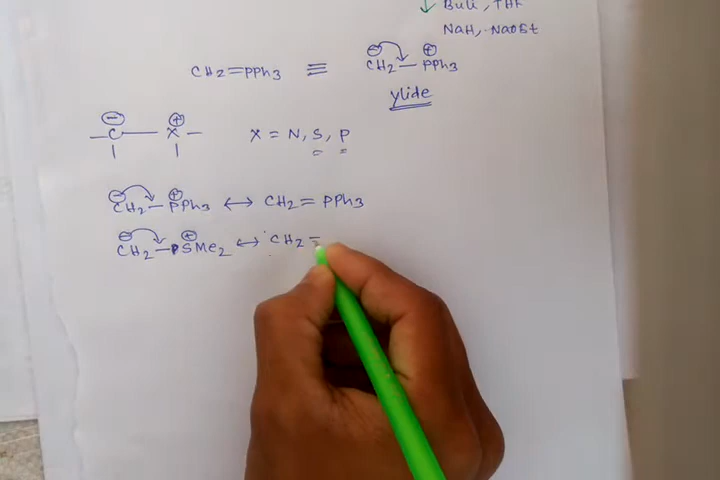 ↓ BuLi, THF
NaH, NaOEt
CH2=PPh3 ≡ ⊖CH2—⊕PPh3
ylide
—C⊖—X⊕— X = N, S, P
⊖CH2—⊕PPh3 ↔ CH2=PPh3
⊖CH2—⊕SMe2 ↔ CH2=